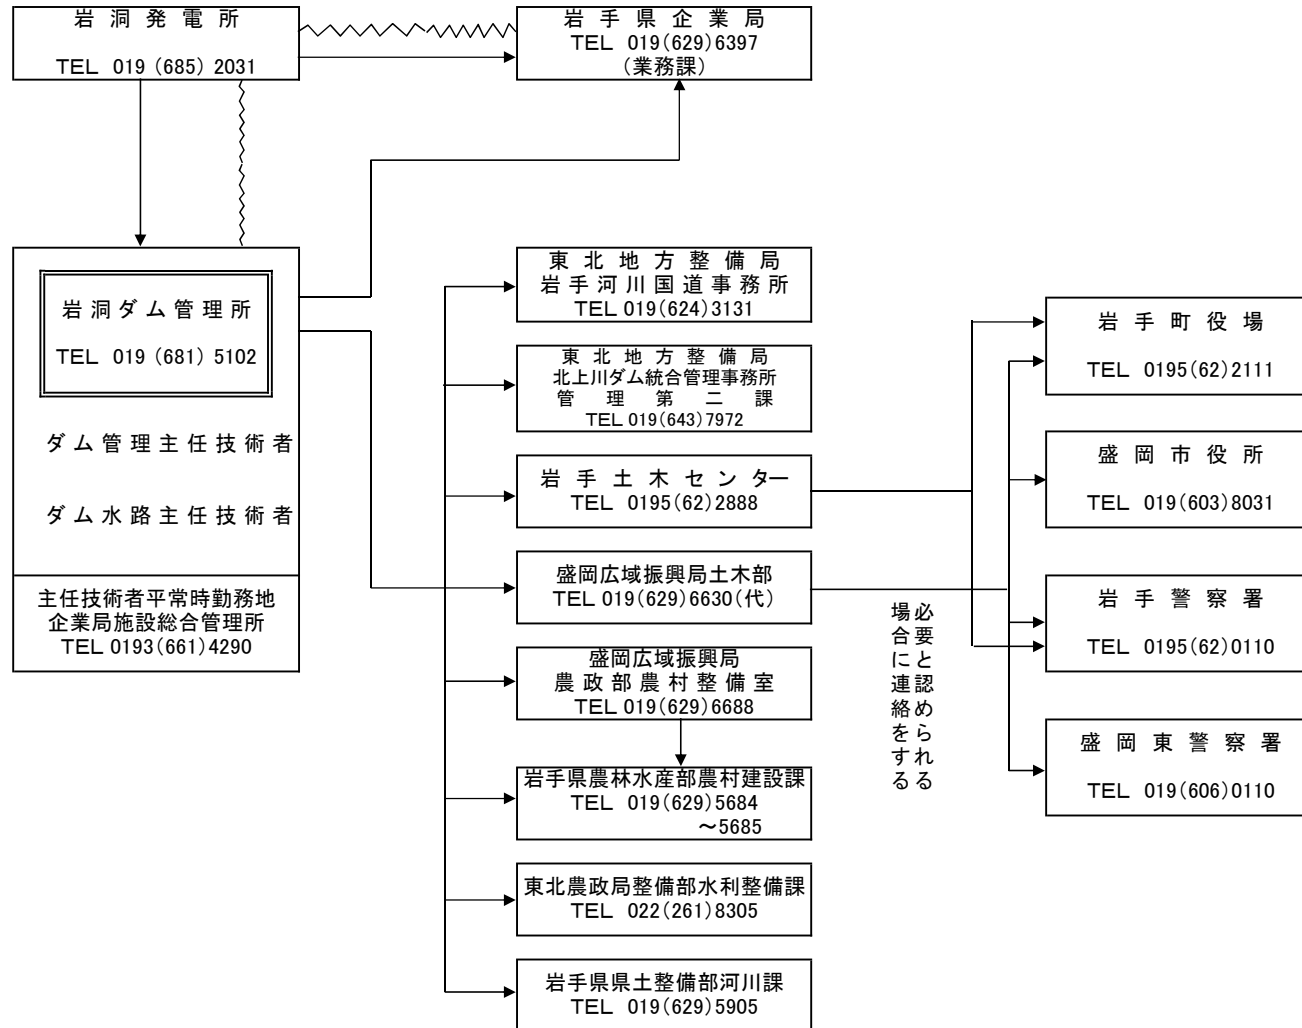 岩洞発電所
TEL 019(685)2031
岩手県企業局
TEL 019(629)6397
(業務課)
岩洞ダム管理所
TEL 019(681)5102
ダム管理主任技術者
ダム水路主任技術者
主任技術者平常時勤務地
企業局施設総合管理所
TEL 0193(661)4290
東北地方整備局
岩手河川国道事務所
TEL 019(624)3131
東北地方整備局
北上川ダム統合管理事務所
管理第二課
TEL 019(643)7972
岩手土木センター
TEL 0195(62)2888
盛岡広域振興局土木部
TEL 019(629)6630(代)
盛岡広域振興局
農政部農村整備室
TEL 019(629)6688
岩手県農林水産部農村建設課
TEL 019(629)5684
～5685
東北農政局整備部水利整備課
TEL 022(261)8305
岩手県県土整備部河川課
TEL 019(629)5905
必要と認められる
場合に連絡をする
岩手町役場
TEL 0195(62)2111
盛岡市役所
TEL 019(603)8031
岩手警察署
TEL 0195(62)0110
盛岡東警察署
TEL 019(606)0110